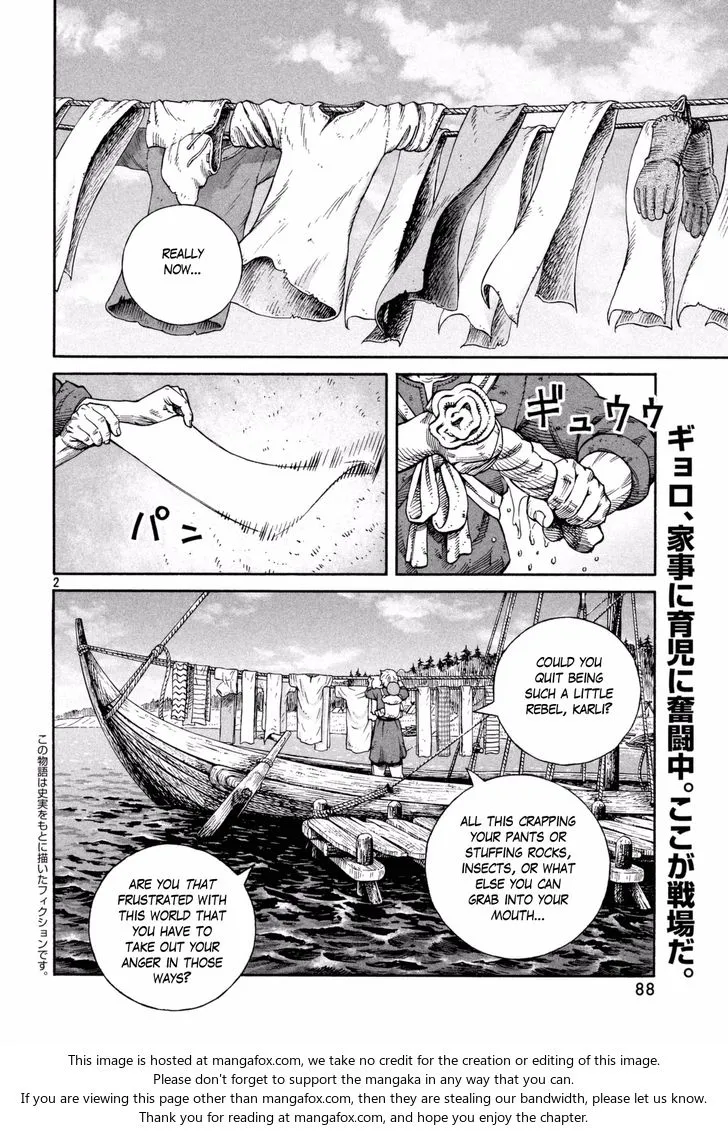 REALLY
NOW...
パン
ギュウウ
2
COULD YOU
QUIT BEING
SUCH A LITTLE
REBEL, KARLI?
ALL THIS CRAPPING
YOUR PANTS OR
STUFFING ROCKS,
INSECTS, OR WHAT
ELSE YOU CAN
GRAB INTO YOUR
MOUTH...
ARE YOU THAT
FRUSTRATED WITH
THIS WORLD THAT
YOU HAVE TO
TAKE OUT YOUR
ANGER IN THOSE
WAYS?
ギョロ、家事に育児に奮闘中。ここが戦場だ。
この物語は史実をもとに描いたフィクションです。
88
This image is hosted at mangafox.com, we take no credit for the creation or editing of this image.
Please don't forget to support the mangaka in any way that you can.
If you are viewing this page other than mangafox.com, then they are stealing our bandwidth, please let us know.
Thank you for reading at mangafox.com, and hope you enjoy the chapter.